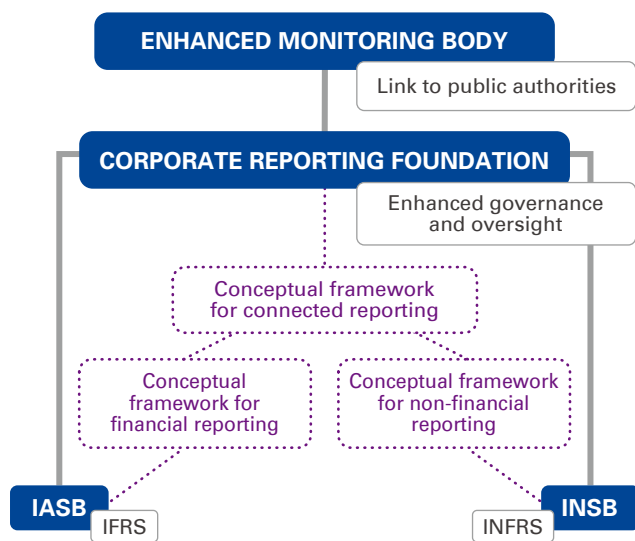 ENHANCED MONITORING BODY
Link to public authorities
CORPORATE REPORTING FOUNDATION
Enhanced governance
and oversight
Conceptual framework
for connected reporting
Conceptual
framework for
financial reporting
Conceptual framework
for non-financial
reporting
IASB
IFRS
INSB
INFRS